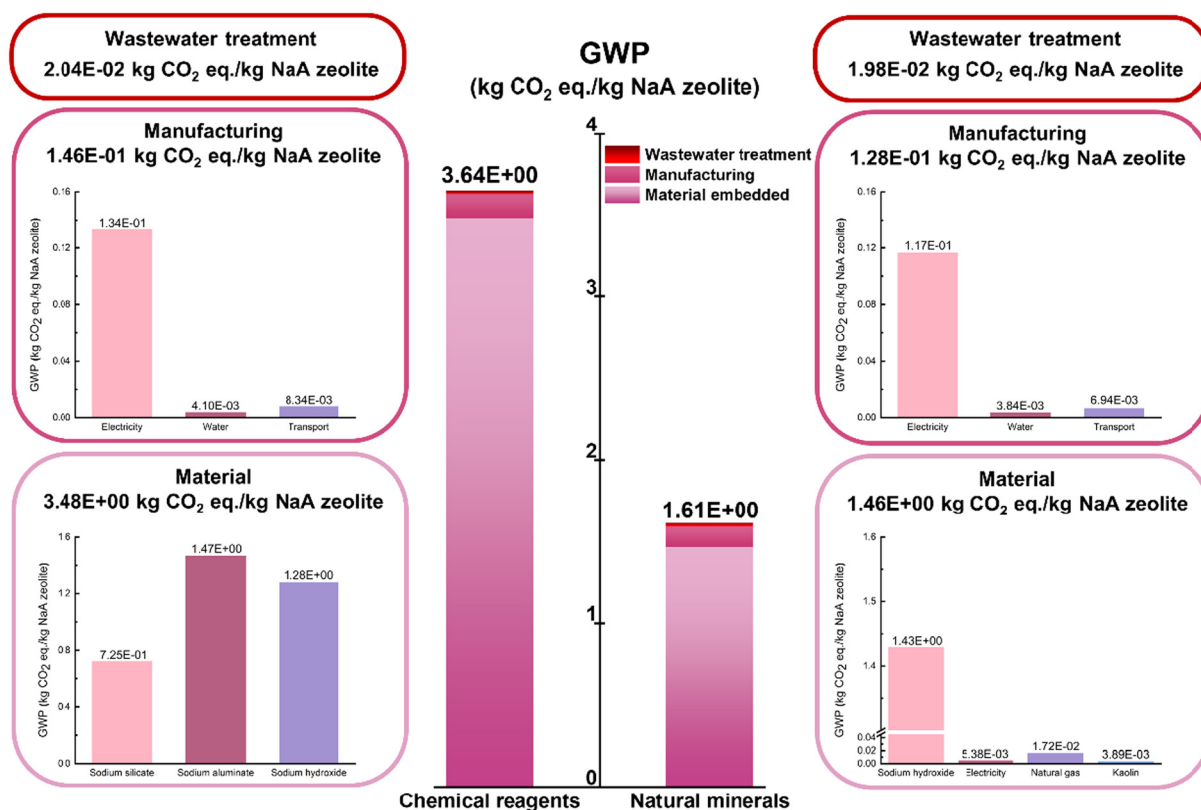 Wastewater treatment
2.04E-02 kg CO₂ eq./kg NaA zeolite
Manufacturing
1.46E-01 kg CO₂ eq./kg NaA zeolite
GWP (kg CO₂ eq./kg NaA zeolite)
0.16
0.12
0.08
0.04
0.00
1.34E-01
4.10E-03
8.34E-03
Electricity
Water
Transport
Material
3.48E+00 kg CO₂ eq./kg NaA zeolite
GWP (kg CO₂ eq./kg NaA zeolite)
1.6
1.2
0.8
0.4
0.0
7.25E-01
1.47E+00
1.28E+00
Sodium silicate
Sodium aluminate
Sodium hydroxide
GWP
(kg CO₂ eq./kg NaA zeolite)
4
3
2
1
0
Wastewater treatment
Manufacturing
Material embedded
3.64E+00
1.61E+00
Chemical reagents
Natural minerals
Wastewater treatment
1.98E-02 kg CO₂ eq./kg NaA zeolite
Manufacturing
1.28E-01 kg CO₂ eq./kg NaA zeolite
GWP (kg CO₂ eq./kg NaA zeolite)
0.16
0.12
0.08
0.04
0.00
1.17E-01
3.84E-03
6.94E-03
Electricity
Water
Transport
Material
1.46E+00 kg CO₂ eq./kg NaA zeolite
GWP (kg CO₂ eq./kg NaA zeolite)
1.6
1.5
1.4
0.04
0.02
0.00
1.43E+00
5.38E-03
1.72E-02
3.89E-03
Sodium hydroxide
Electricity
Natural gas
Kaolin